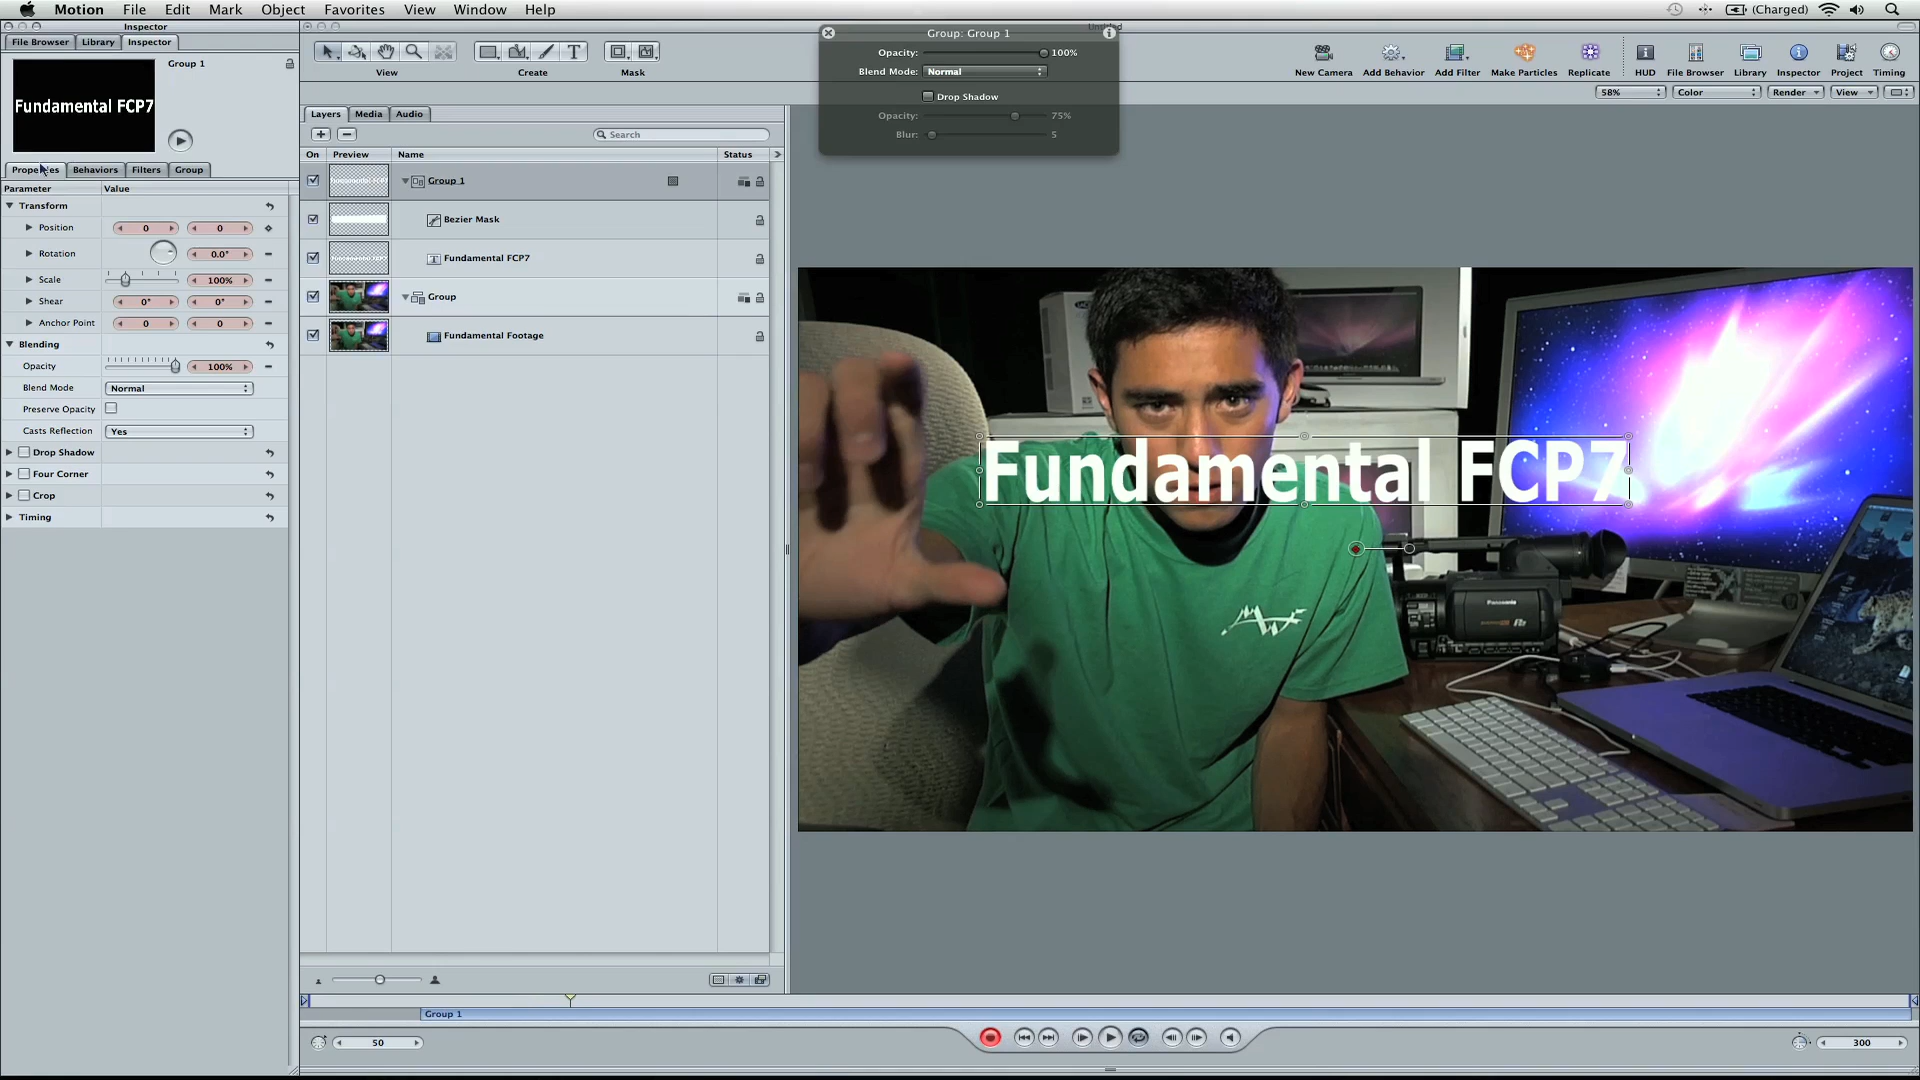 Motion File Edit Mark Object Favorites View Window Help (Charged)
Inspector
File Browser Library Inspector
Group 1
Fundamental FCP7
Properties Behaviors Filters Group
Parameter Value
Transform
Position 0 0
Rotation 0.0°
Scale 100%
Shear 0° 0°
Anchor Point 0 0
Blending
Opacity 100%
Blend Mode Normal
Preserve Opacity
Casts Reflection Yes
Drop Shadow
Four Corner
Crop
Timing
View Create Mask
Layers Media Audio
Search
On Preview Name Status
Group 1
Bezier Mask
Fundamental FCP7
Group
Fundamental Footage
Group: Group 1
Opacity: 100%
Blend Mode: Normal
Drop Shadow
Opacity: 75%
Blur: 5
New Camera Add Behavior Add Filter Make Particles Replicate HUD File Browser Library Inspector Project Timing
58% Color Render View
Fundamental FCP7
Panasonic
Group 1
50
300